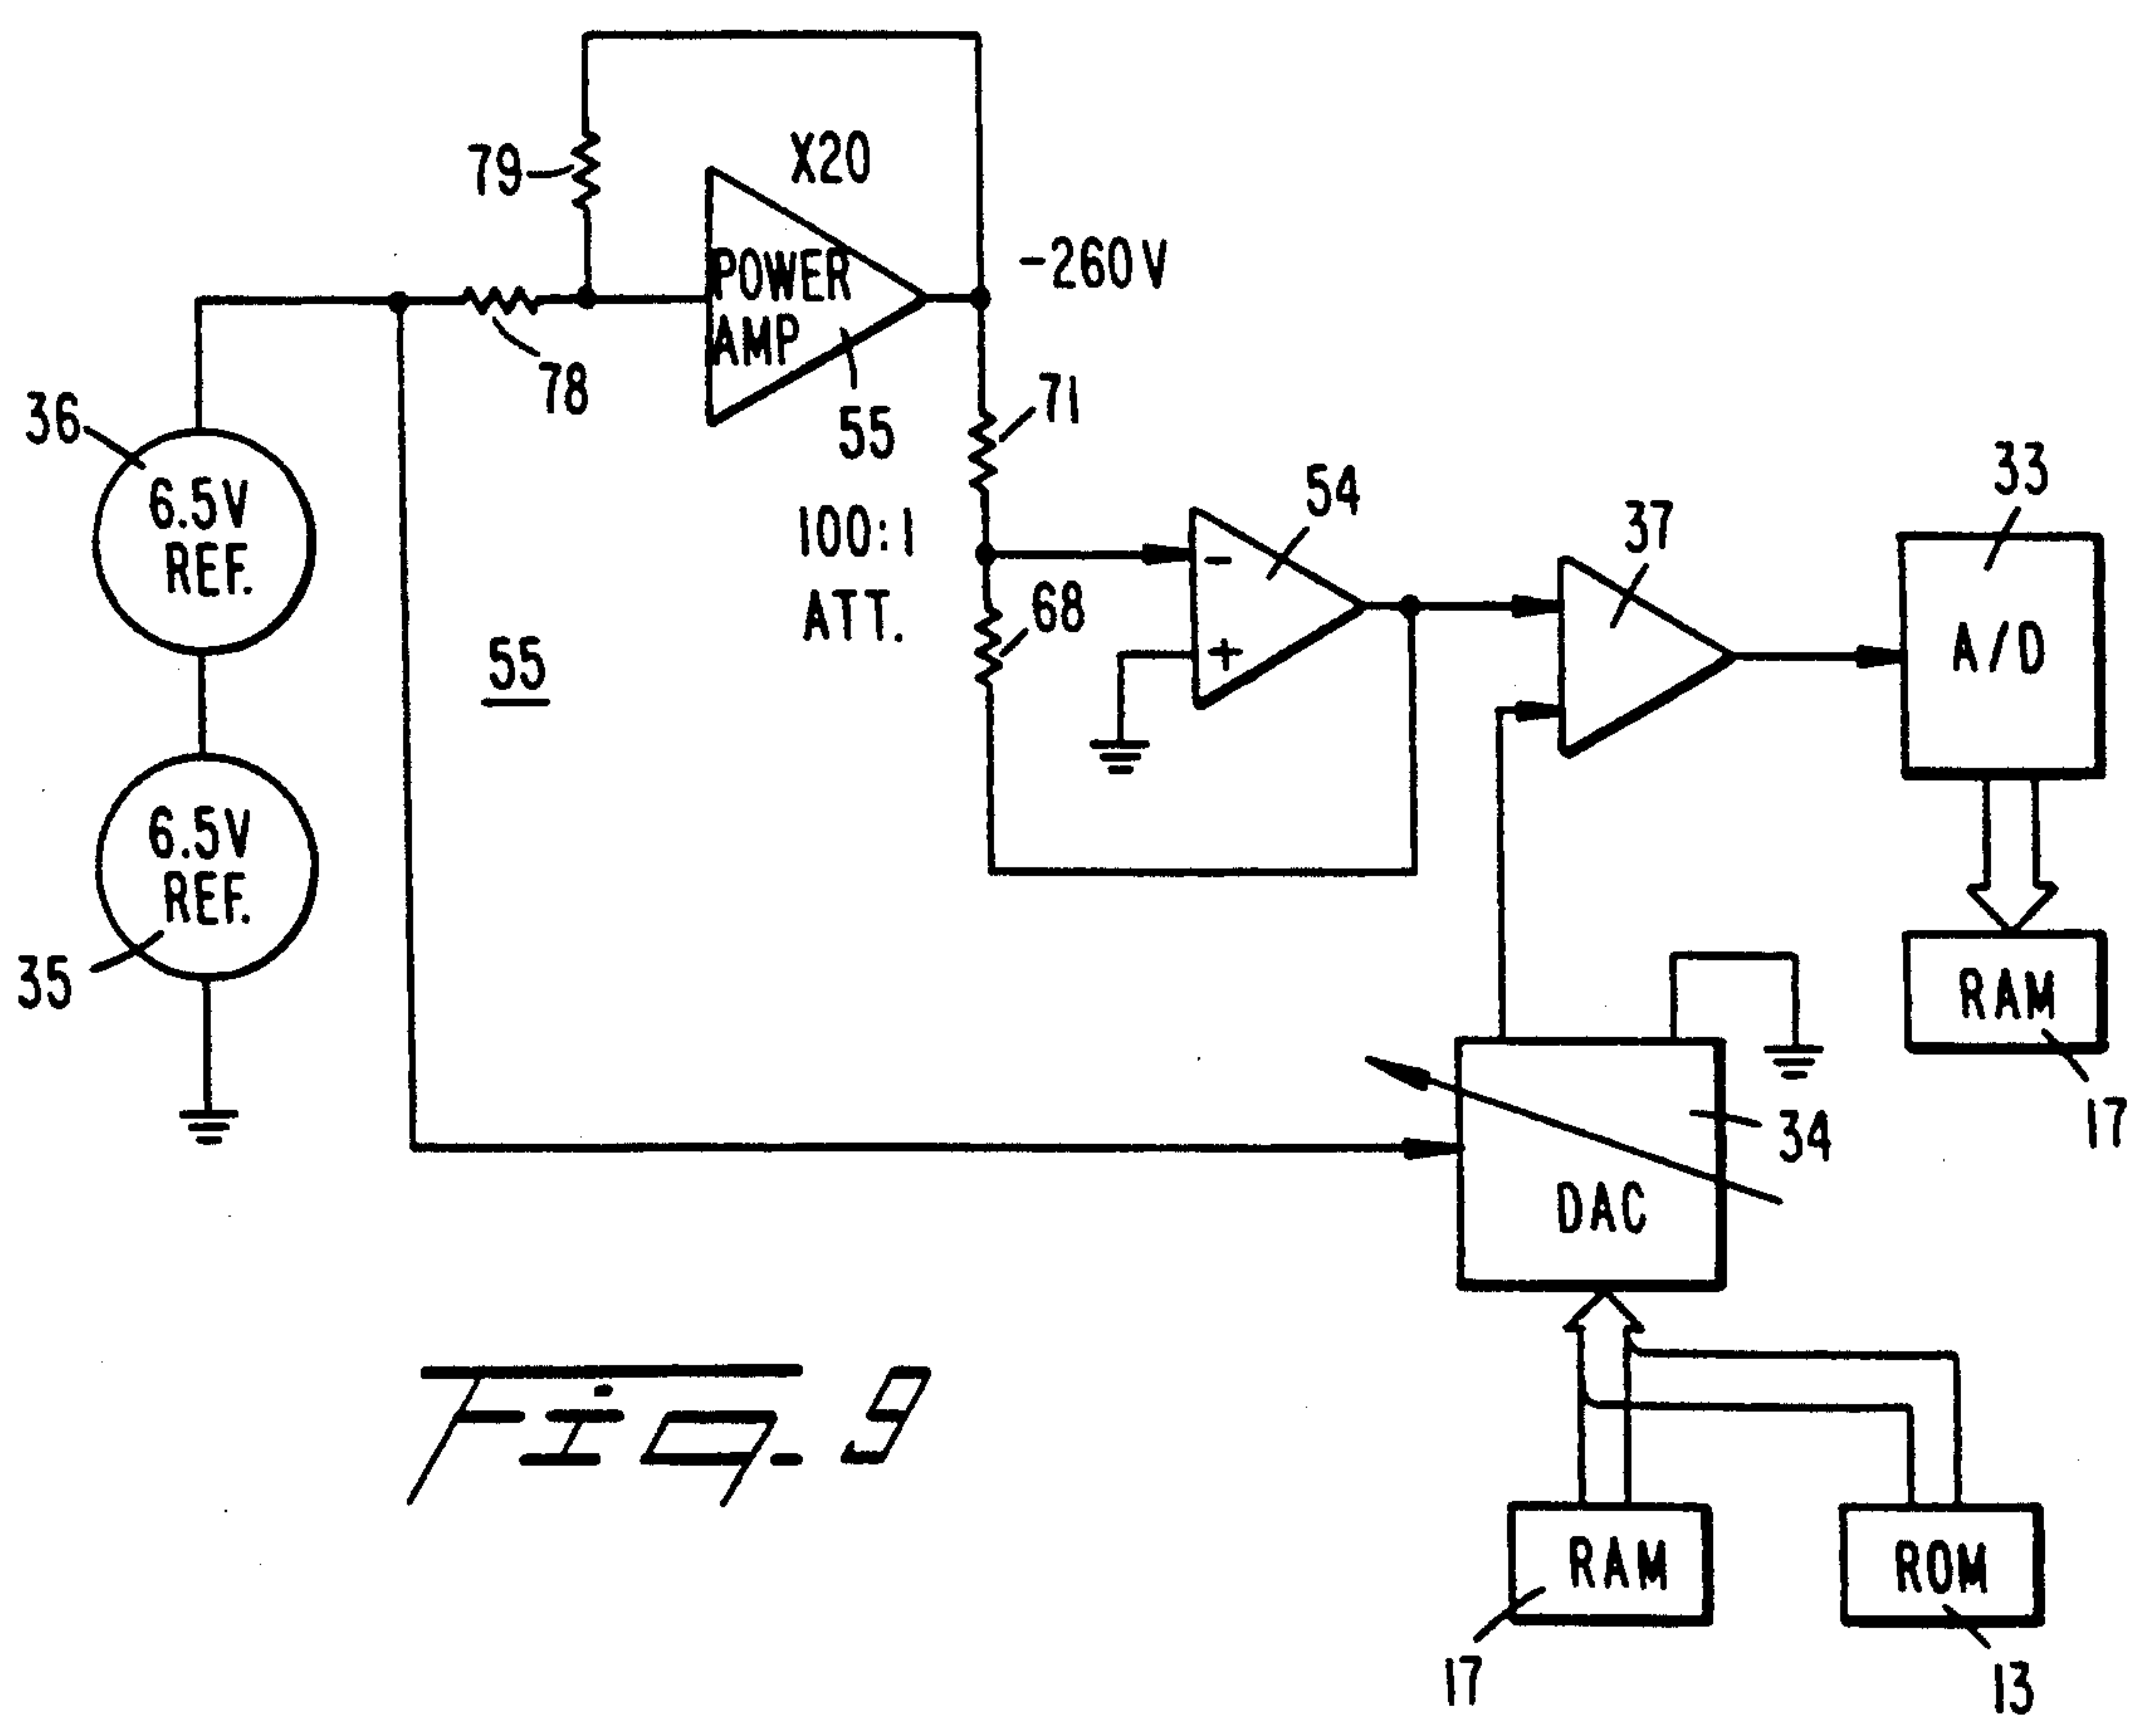 79
X20
POWER
AMP
-260V
78
55
71
36
6.5V
REF.
100:1
ATT.
54
37
33
68
55
A/D
6.5V
REF.
35
RAM
17
34
DAC
Fig. 9
RAM
ROM
17
13